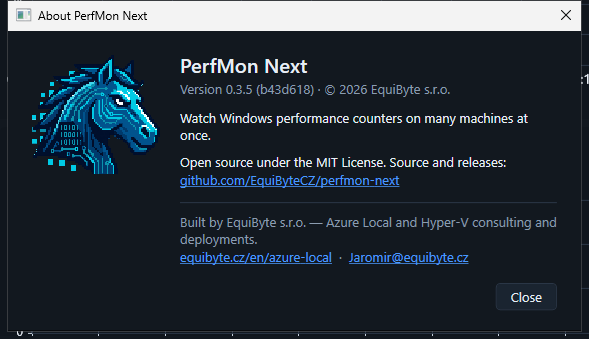 About PerfMon Next
PerfMon Next
Version 0.3.5 (b43d618) · © 2026 EquiByte s.r.o.
Watch Windows performance counters on many machines at
once.
Open source under the MIT License. Source and releases:
github.com/EquiByteCZ/perfmon-next
Built by EquiByte s.r.o. — Azure Local and Hyper-V consulting and
deployments.
equibyte.cz/en/azure-local · Jaromir@equibyte.cz
Close